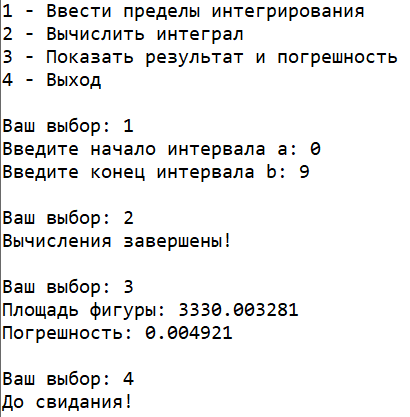 1 - Ввести пределы интегрирования
2 - Вычислить интеграл
3 - Показать результат и погрешность
4 - Выход
Ваш выбор: 1
Введите начало интервала a: 0
Введите конец интервала b: 9
Ваш выбор: 2
Вычисления завершены!
Ваш выбор: 3
Площадь фигуры: 3330.003281
Погрешность: 0.004921
Ваш выбор: 4
До свидания!